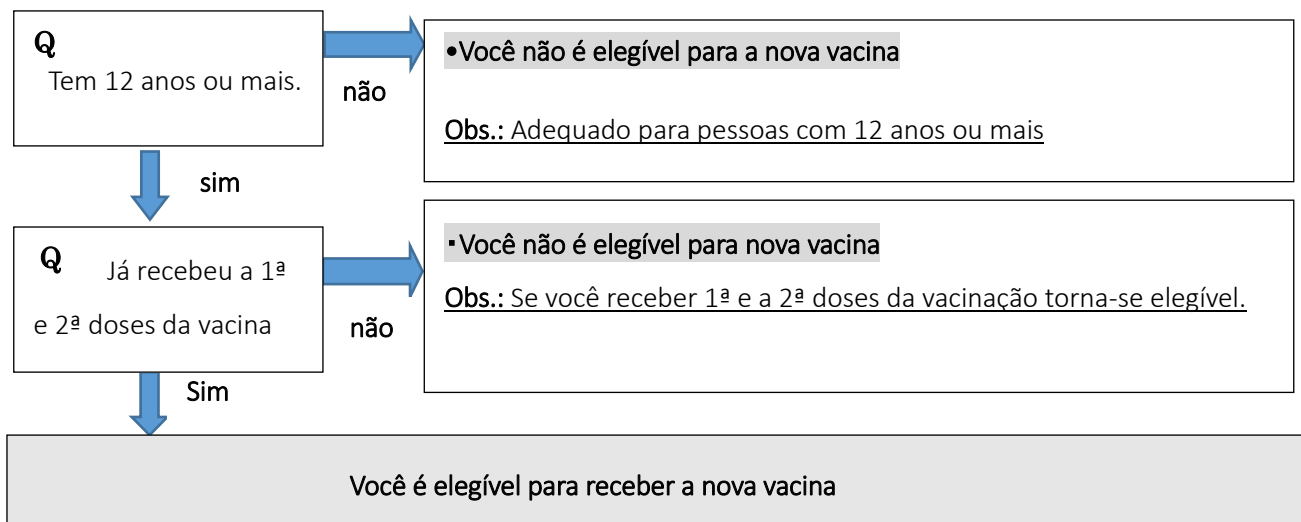 Q
Tem 12 anos ou mais.
não
•Você não é elegível para a nova vacina
Obs.: Adequado para pessoas com 12 anos ou mais
sim
Q Já recebeu a 1ª
e 2ª doses da vacina
não
▪Você não é elegível para nova vacina
Obs.: Se você receber 1ª e a 2ª doses da vacinação torna-se elegível.
Sim
Você é elegível para receber a nova vacina